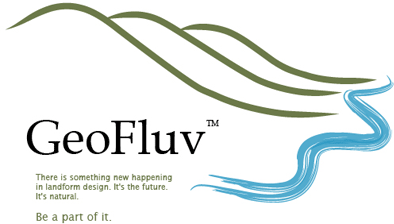 GeoFluv™
There is something new happening
in landform design. It's the future.
It's natural.
Be a part of it.